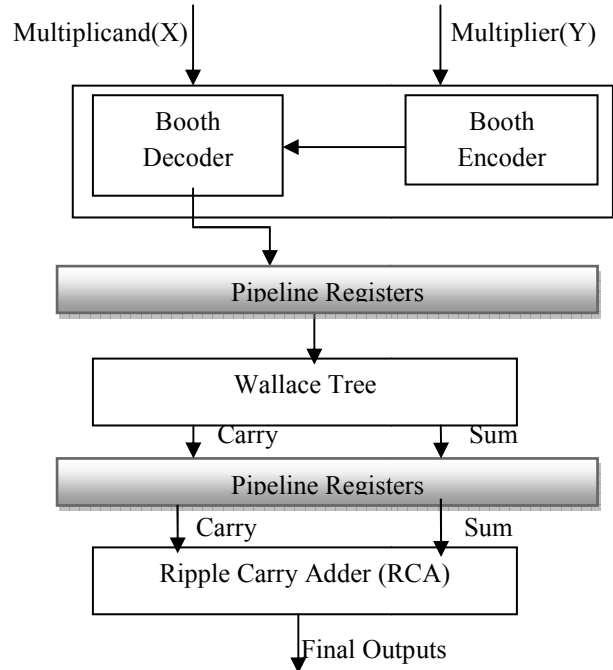 Multiplicand(X) Multiplier(Y)
Booth Decoder
Booth Encoder
Pipeline Registers
Wallace Tree
Carry Sum
Pipeline Registers
Carry Sum
Ripple Carry Adder (RCA)
Final Outputs